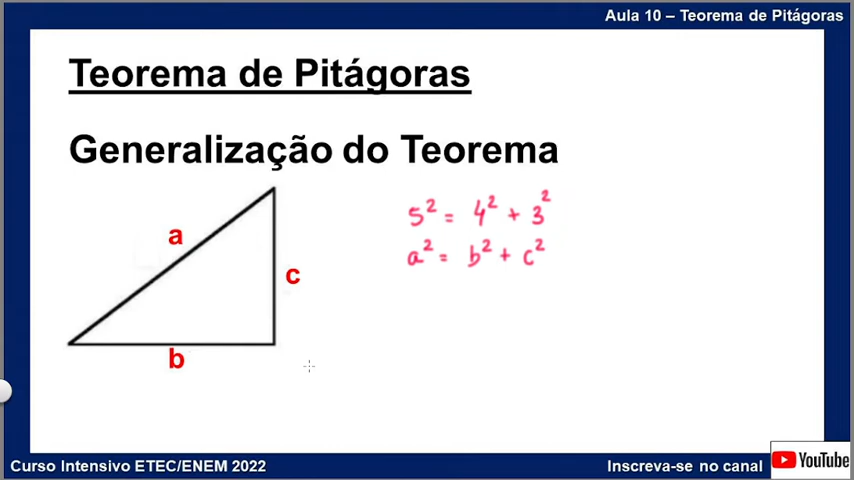 Aula 10 – Teorema de Pitágoras
Teorema de Pitágoras
Generalização do Teorema
5² = 4² + 3²
a² = b² + c²
a
c
b
Curso Intensivo ETEC/ENEM 2022
Inscreva-se no canal
YouTube